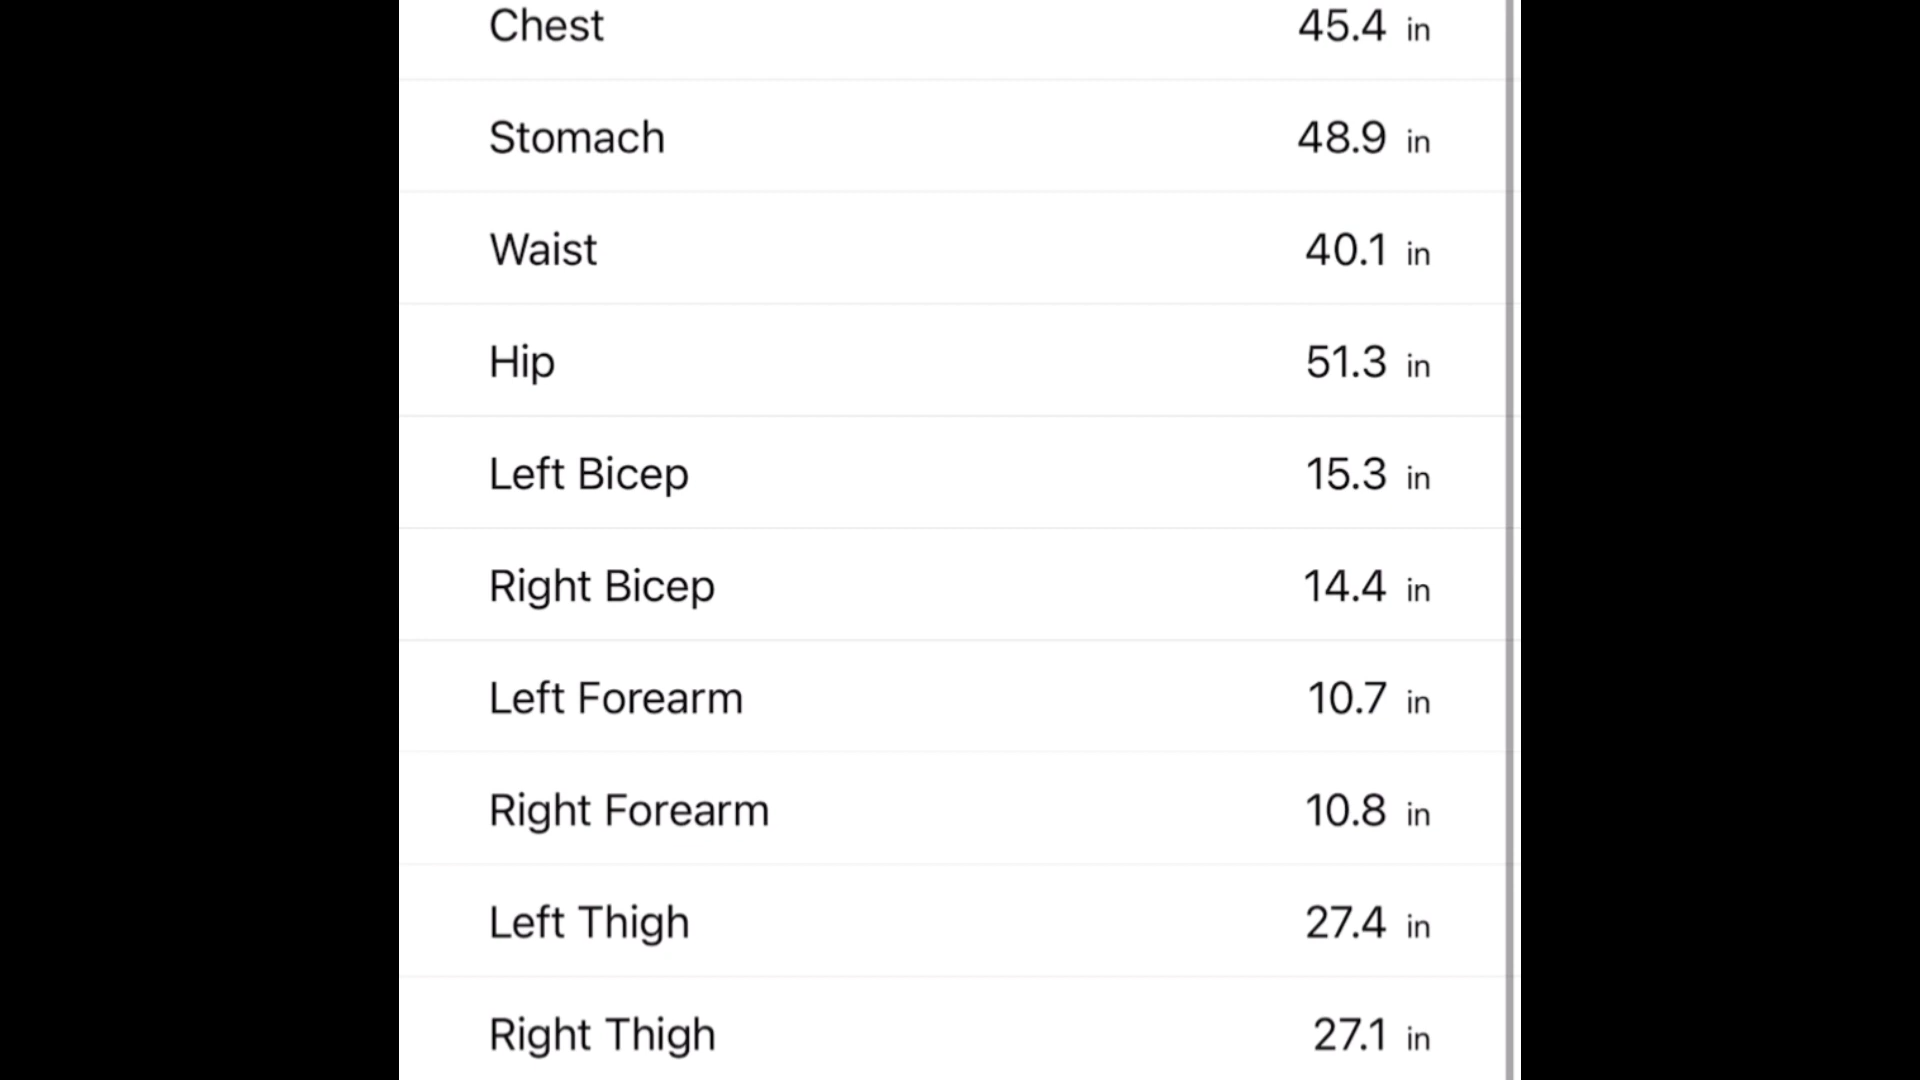 Chest 45.4 in
Stomach 48.9 in
Waist 40.1 in
Hip 51.3 in
Left Bicep 15.3 in
Right Bicep 14.4 in
Left Forearm 10.7 in
Right Forearm 10.8 in
Left Thigh 27.4 in
Right Thigh 27.1 in